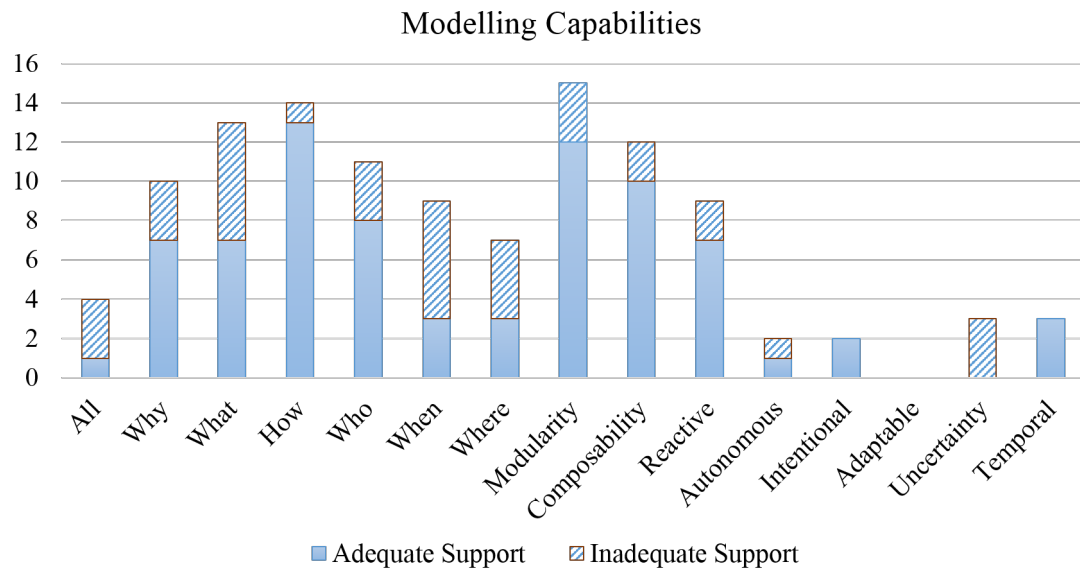 Modelling Capabilities
16
14
12
10
8
6
4
2
0
All
Why
What
How
Who
When
Where
Modularity
Composability
Reactive
Autonomous
Intentional
Adaptable
Uncertainty
Temporal
Adequate Support
Inadequate Support